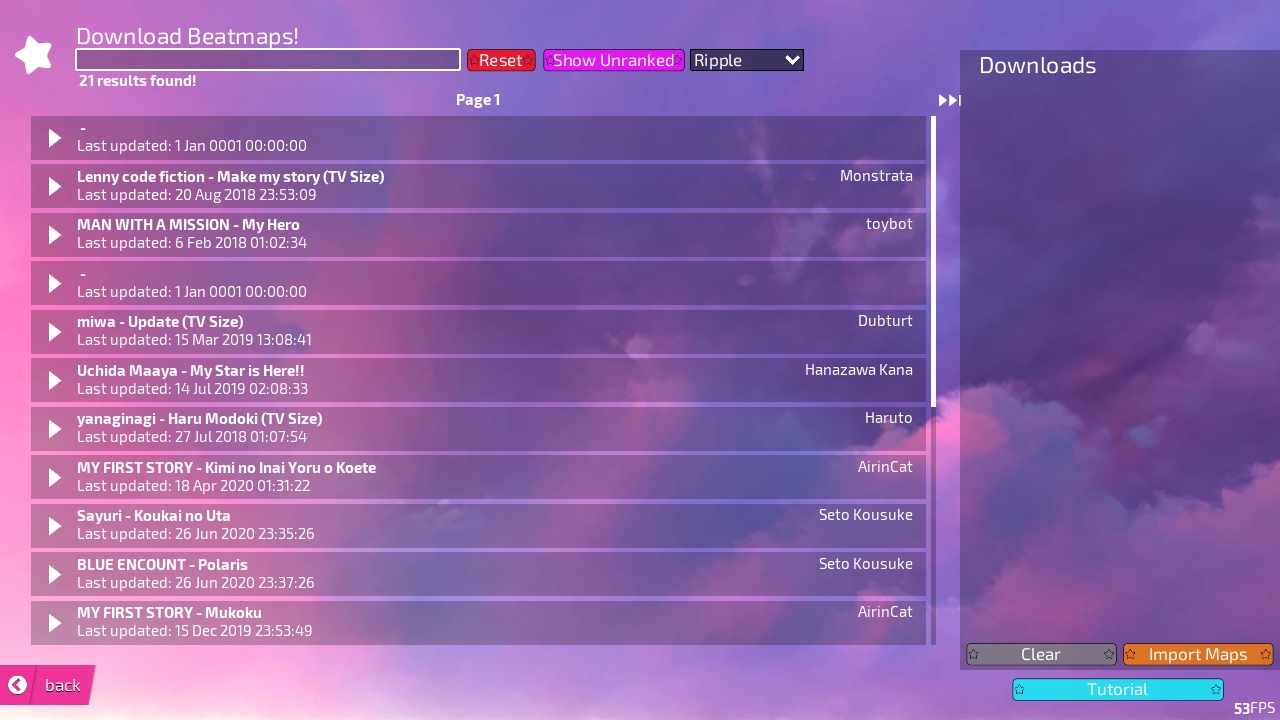 Download Beatmaps!
Reset
Show Unranked
Ripple
21 results found!
Page 1
-
Last updated: 1 Jan 0001 00:00:00
Lenny code fiction - Make my story (TV Size)
Monstrata
Last updated: 20 Aug 2018 23:53:09
MAN WITH A MISSION - My Hero
toybot
Last updated: 6 Feb 2018 01:02:34
-
Last updated: 1 Jan 0001 00:00:00
miwa - Update (TV Size)
Dubturt
Last updated: 15 Mar 2019 13:08:41
Uchida Maaya - My Star is Here!!
Hanazawa Kana
Last updated: 14 Jul 2019 02:08:33
yanaginagi - Haru Modoki (TV Size)
Haruto
Last updated: 27 Jul 2018 01:07:54
MY FIRST STORY - Kimi no Inai Yoru o Koete
AirinCat
Last updated: 18 Apr 2020 01:31:22
Sayuri - Koukai no Uta
Seto Kousuke
Last updated: 26 Jun 2020 23:35:26
BLUE ENCOUNT - Polaris
Seto Kousuke
Last updated: 26 Jun 2020 23:37:26
MY FIRST STORY - Mukoku
AirinCat
Last updated: 15 Dec 2019 23:53:49
Downloads
Clear
Import Maps
Tutorial
back
53FPS